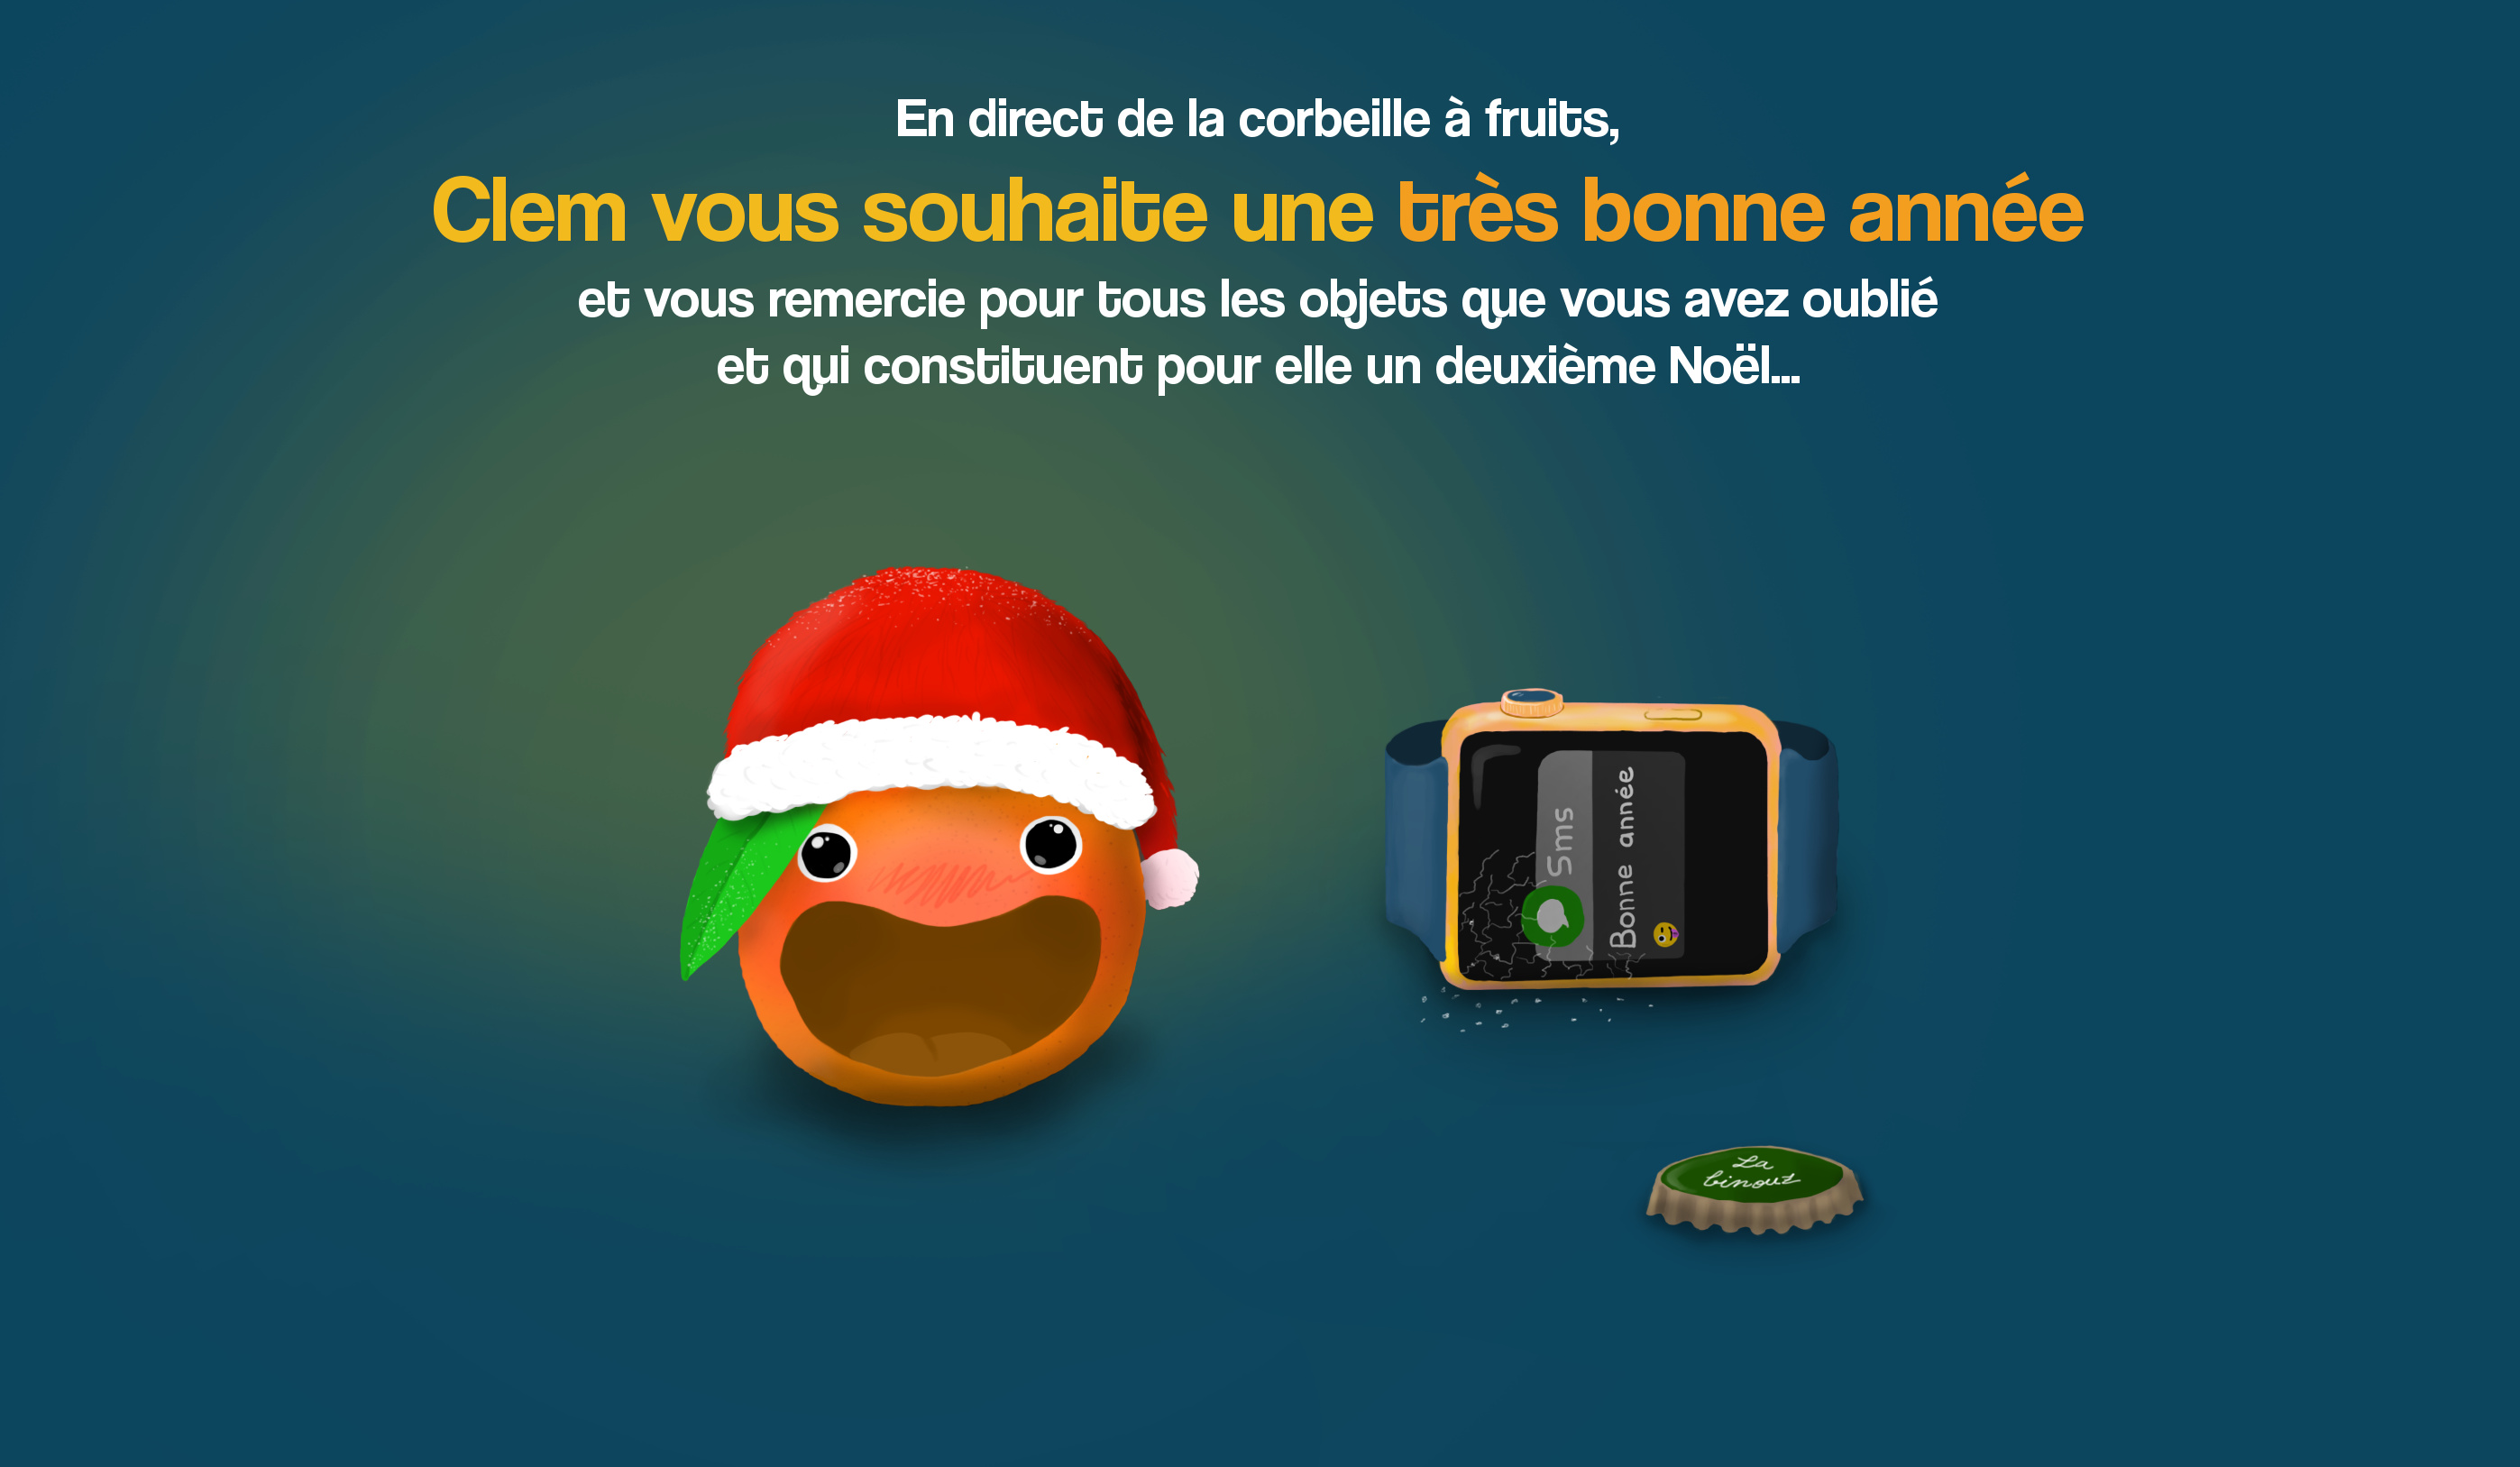 En direct de la corbeille à fruits,
Clem vous souhaite une très bonne année
et vous remercie pour tous les objets que vous avez oublié
et qui constituent pour elle un deuxième Noël...
Sms
Bonne année
La
binouz